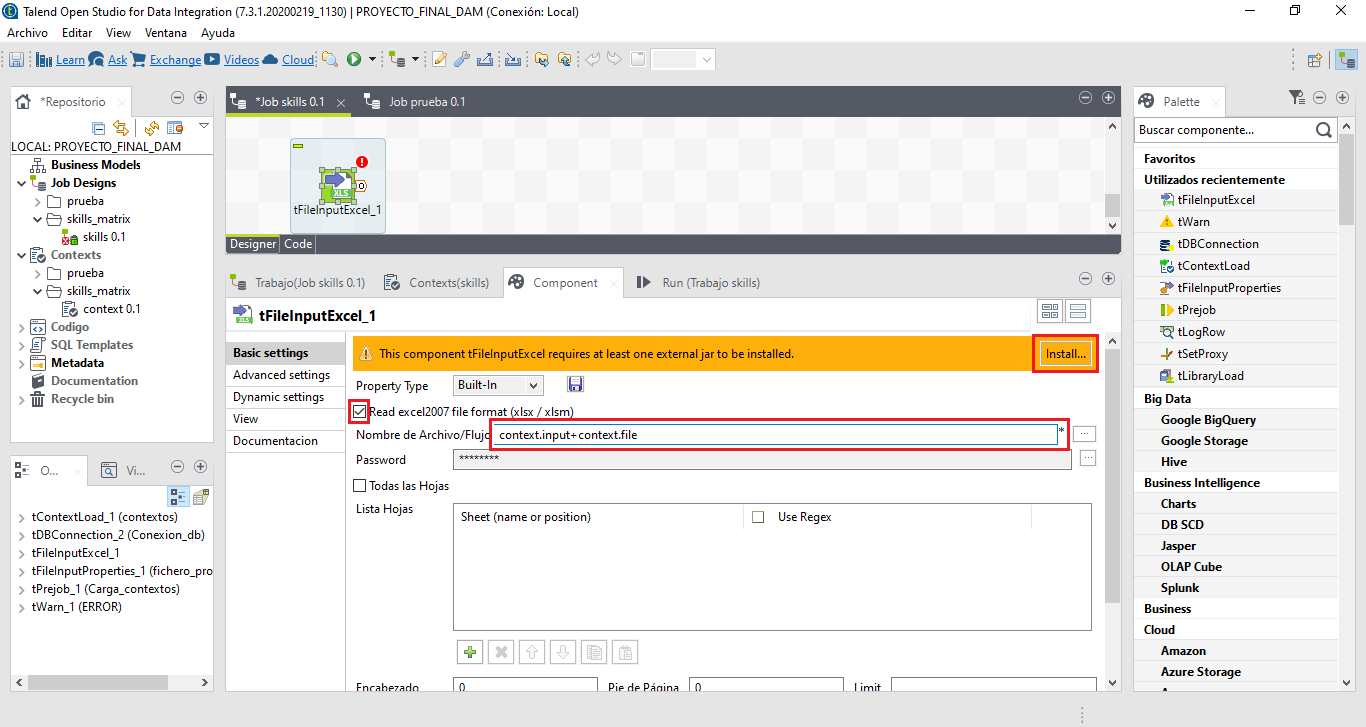 Talend Open Studio for Data Integration (7.3.1.20200219_1130) | PROYECTO_FINAL_DAM (Conexión: Local)
Archivo Editar View Ventana Ayuda
Learn Ask Exchange Videos Cloud
*Repositorio
LOCAL: PROYECTO_FINAL_DAM
Business Models
Job Designs
prueba
skills_matrix
skills 0.1
Contexts
prueba
skills_matrix
context 0.1
Codigo
SQL Templates
Metadata
Documentation
Recycle bin
O...
Vi...
tContextLoad_1 (contextos)
tDBConnection_2 (Conexion_db)
tFileInputExcel_1
tFileInputProperties_1 (fichero_pro
tPrejob_1 (Carga_contextos)
tWarn_1 (ERROR)
*Job skills 0.1
Job prueba 0.1
XLS
tFileInputExcel_1
Designer Code
Trabajo(Job skills 0.1)
Contexts(skills)
Component
Run (Trabajo skills)
tFileInputExcel_1
Basic settings
Advanced settings
Dynamic settings
View
Documentacion
This component tFileInputExcel requires at least one external jar to be installed.
Install...
Property Type Built-In
Read excel2007 file format (xlsx / xlsm)
Nombre de Archivo/Flujo context.input+context.file * ...
Password ******** ...
Todas las Hojas
Lista Hojas
Sheet (name or position) Use Regex
Encabezado 0 Pie de Página 0 Limit
Palette
Buscar componente...
Favoritos
Utilizados recientemente
tFileInputExcel
tWarn
tDBConnection
tContextLoad
tFileInputProperties
tPrejob
tLogRow
tSetProxy
tLibraryLoad
Big Data
Google BigQuery
Google Storage
Hive
Business Intelligence
Charts
DB SCD
Jasper
OLAP Cube
Splunk
Business
Cloud
Amazon
Azure Storage